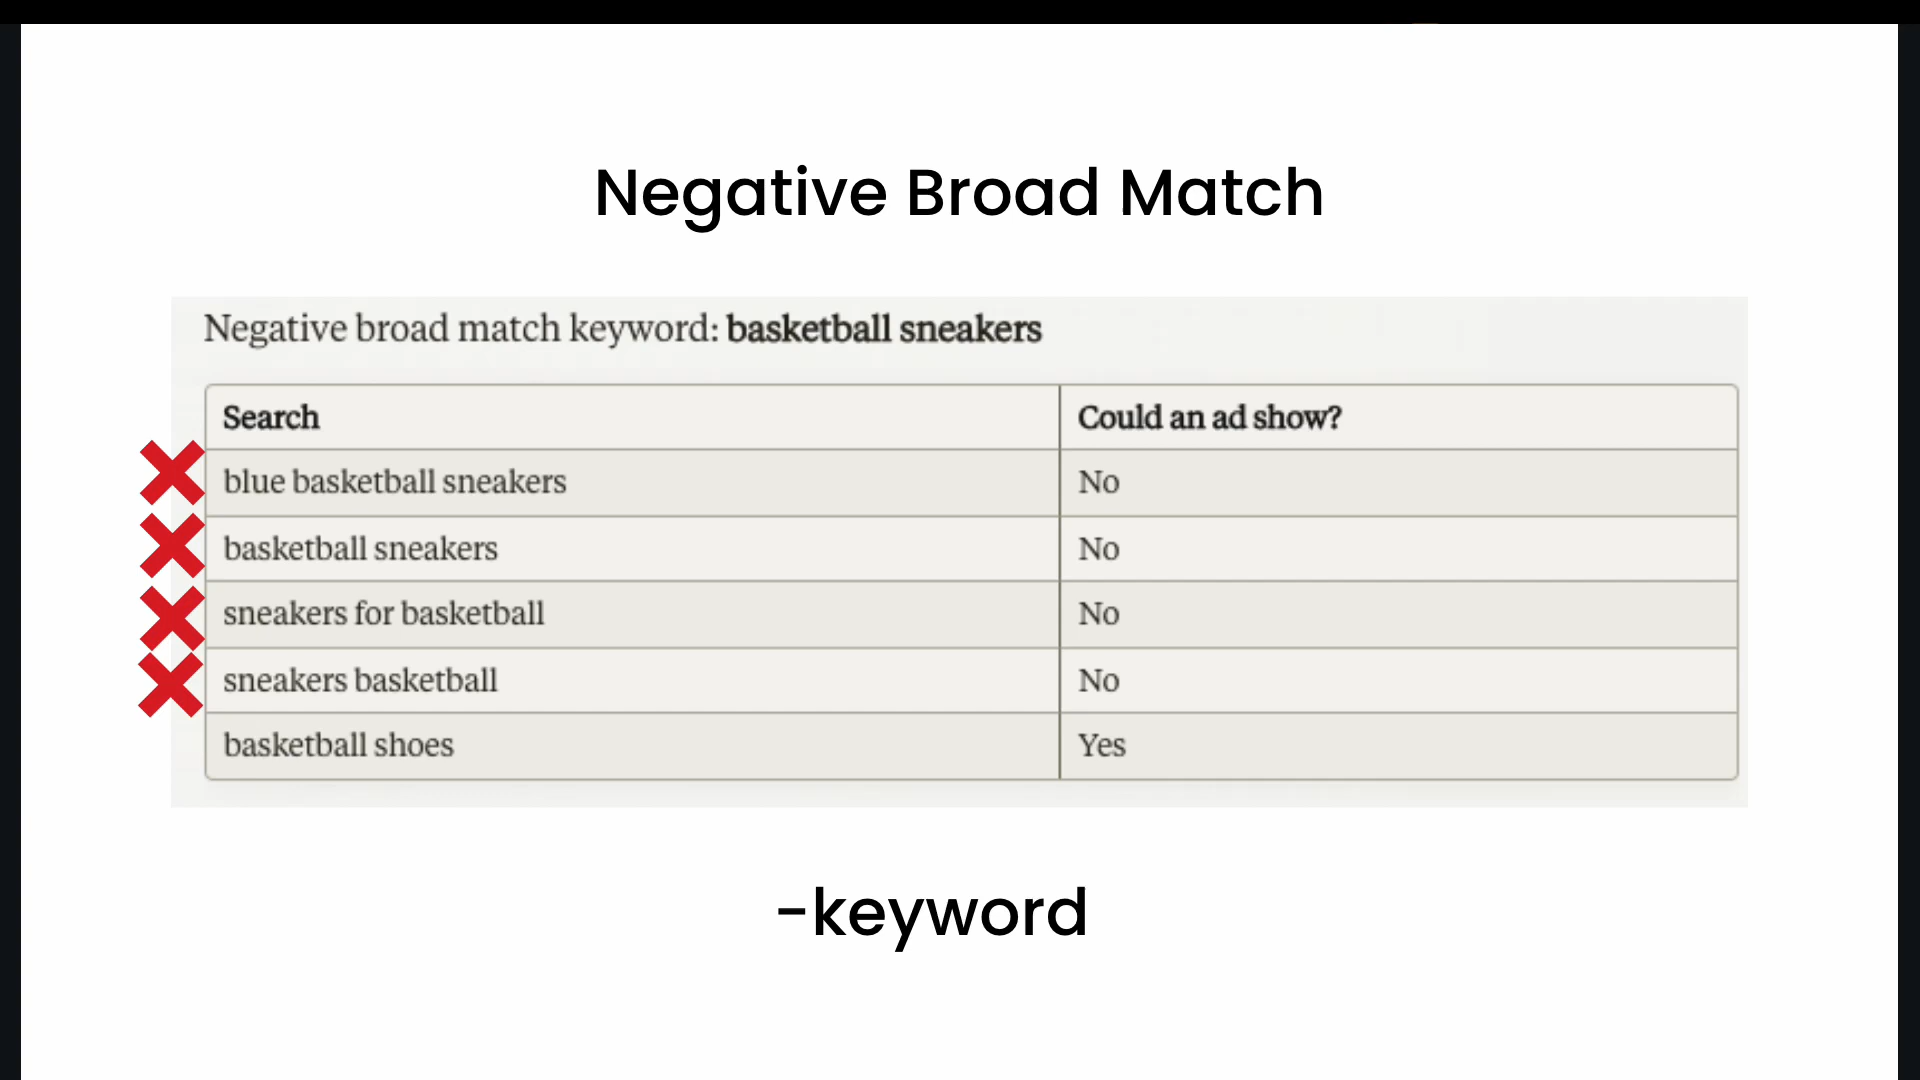 Negative Broad Match
Negative broad match keyword: basketball sneakers
Search Could an ad show?
blue basketball sneakers No
basketball sneakers No
sneakers for basketball No
sneakers basketball No
basketball shoes Yes
-keyword